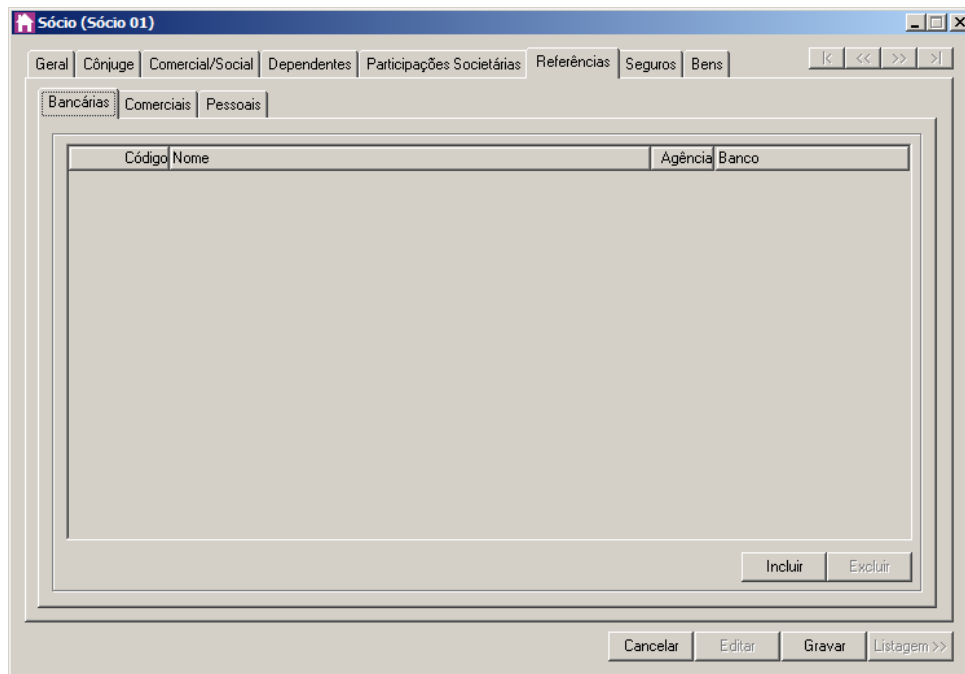 Sócio (Sócio 01)
Geral Cônjuge Comercial/Social Dependentes Participações Societárias Referências Seguros Bens |< << >> >|
Bancárias Comerciais Pessoais
Código Nome Agência Banco
Incluir Excluir
Cancelar Editar Gravar Listagem >>